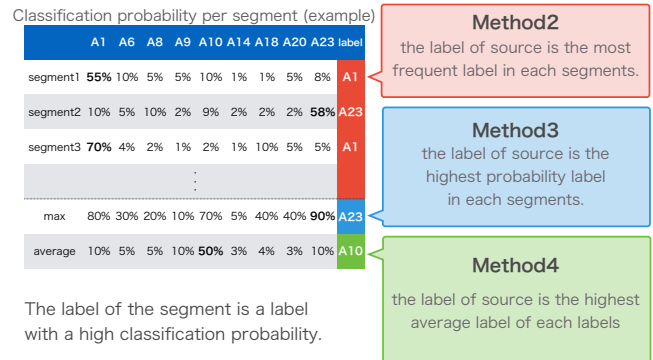 Classification probability per segment (example)
A1 A6 A8 A9 A10 A14 A18 A20 A23 label
segment1 55% 10% 5% 5% 10% 1% 1% 5% 8% A1
segment2 10% 5% 10% 2% 9% 2% 2% 2% 58% A23
segment3 70% 4% 2% 1% 2% 1% 10% 5% 5% A1
⋮
max 80% 30% 20% 10% 70% 5% 40% 40% 90% A23
average 10% 5% 5% 10% 50% 3% 4% 3% 10% A10
The label of the segment is a label
with a high classification probability.
Method2
the label of source is the most
frequent label in each segments.
Method3
the label of source is the
highest probability label
in each segments.
Method4
the label of source is the highest
average label of each labels